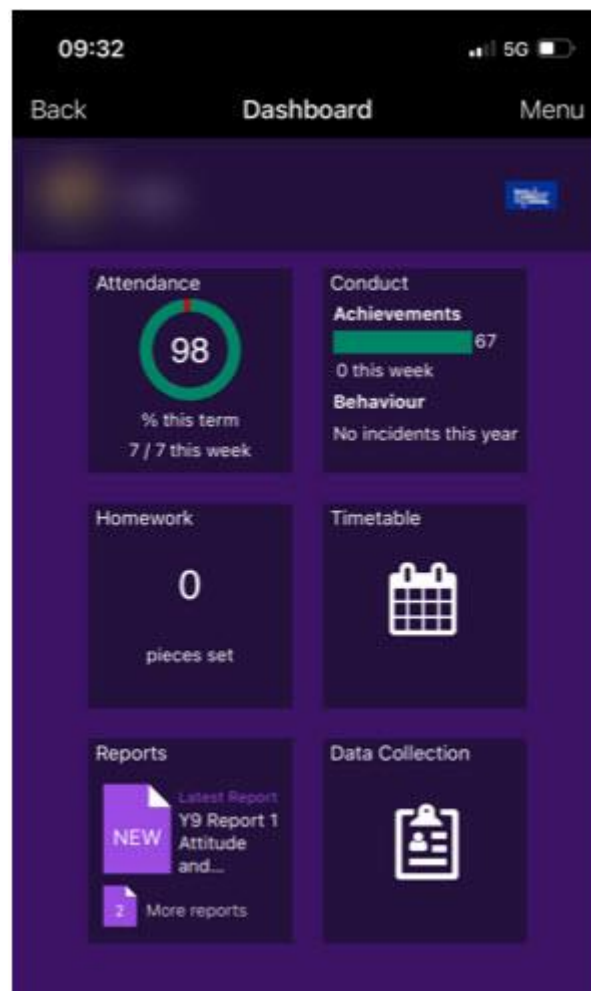 09:32
5G
Back
Dashboard
Menu
Attendance
98
% this term
7 / 7 this week
Conduct
Achievements
67
0 this week
Behaviour
No incidents this year
Homework
0
pieces set
Timetable
Reports
NEW
Latest Report
Y9 Report 1
Attitude
and...
2
More reports
Data Collection